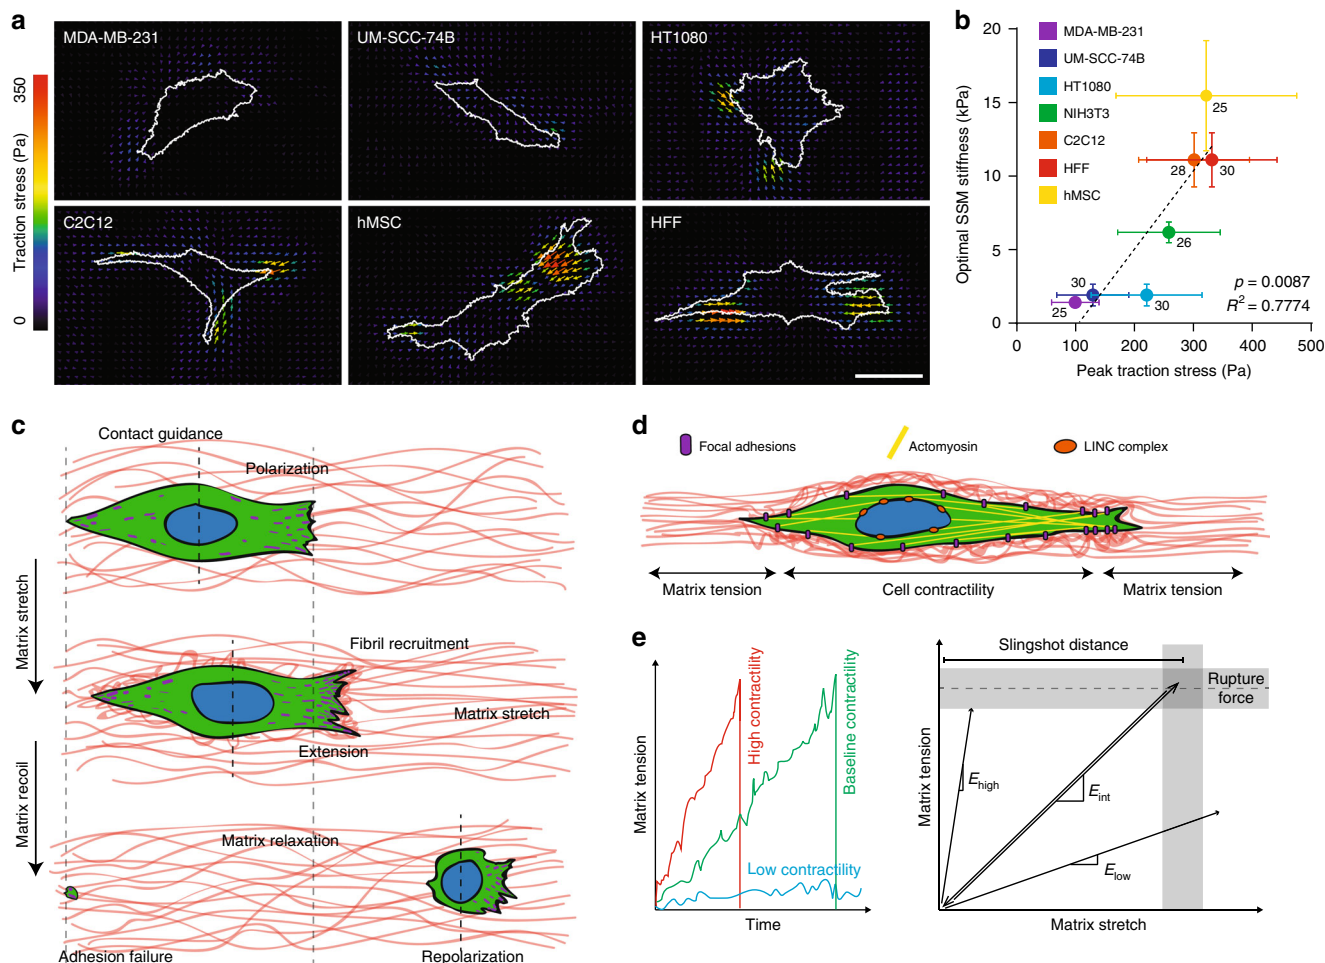 a
MDA-MB-231
UM-SCC-74B
HT1080
C2C12
hMSC
HFF
350
Traction stress (Pa)
0
b
MDA-MB-231
UM-SCC-74B
HT1080
NIH3T3
C2C12
HFF
hMSC
20
15
10
5
0
Optimal SSM stiffness (kPa)
25
28
30
26
30
25
30
p = 0.0087
R² = 0.7774
0
100
200
300
400
500
Peak traction stress (Pa)
c
Contact guidance
Polarization
Matrix stretch
Fibril recruitment
Matrix stretch
Extension
Matrix recoil
Matrix relaxation
Adhesion failure
Repolarization
d
Focal adhesions
Actomyosin
LINC complex
Matrix tension
Cell contractility
Matrix tension
e
Matrix tension
High contractility
Baseline contractility
Low contractility
Time
Slingshot distance
Rupture
force
Matrix tension
E high
E int
E low
Matrix stretch